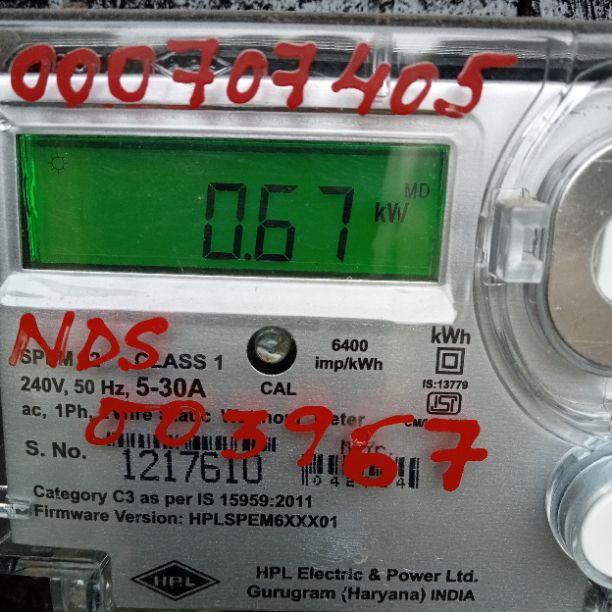 000707405
MD
0.67 kW
NDS
CLASS 1
6400
imp/kWh
kWh
240V, 50 Hz, 5-30A
CAL
IS:13779
ac, 1Ph,
003967
S. No.
1217610
Category C3 as per IS 15959:2011
Firmware Version: HPLSPEM6XXX01
HPL
HPL Electric & Power Ltd.
Gurugram (Haryana) INDIA